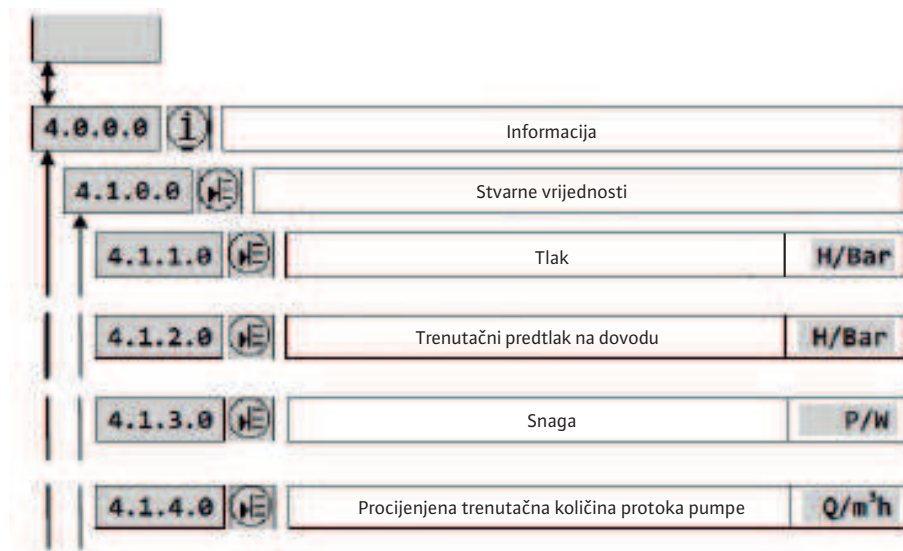 4.0.0.0 i Informacija
4.1.0.0 Stvarne vrijednosti
4.1.1.0 Tlak H/Bar
4.1.2.0 Trenutačni predtlak na dovodu H/Bar
4.1.3.0 Snaga P/W
4.1.4.0 Procijenjena trenutačna količina protoka pumpe Q/m³h